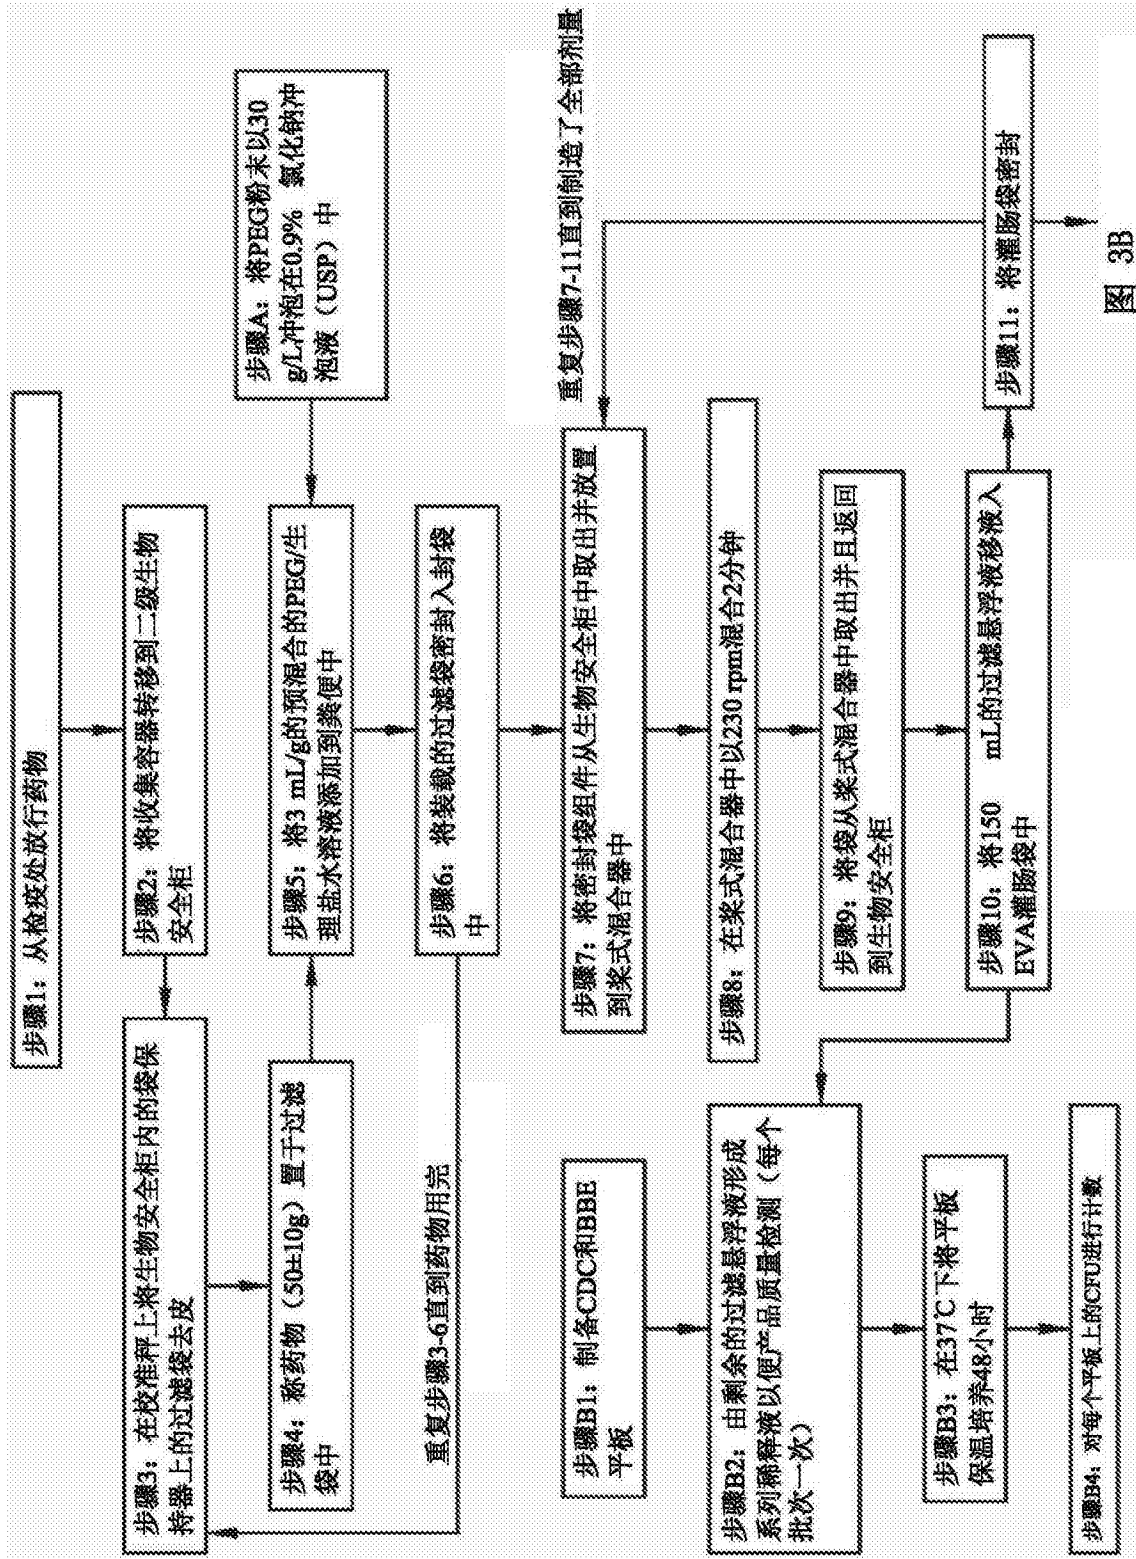 步骤1：从检疫处放行药物
步骤2：将收集容器转移到二级生物
安全柜
步骤3：在校准秤上将生物安全柜内的袋保
持器上的过滤袋去皮
步骤4：称药物（50±10g）置于过滤
袋中
步骤A：将PEG粉末以30
g/L冲泡在0.9% 氯化钠冲
泡液（USP）中
步骤5：将3 mL/g的预混合的PEG/生
理盐水溶液添加到粪便中
步骤6：将装载的过滤袋密封入封袋
中
重复步骤3-6直到药物用完
步骤7：将密封袋组件从生物安全柜中取出并放置
到桨式混合器中
重复步骤7-11直到制造了全部剂量
步骤8：在桨式混合器中以230 rpm混合2分钟
步骤9：将袋从桨式混合器中取出并且返回
到生物安全柜
步骤10：将150 mL的过滤悬浮液移液入
EVA灌肠袋中
步骤11：将灌肠袋密封
步骤B1：制备CDC和BBE
平板
步骤B2：由剩余的过滤悬浮液形成
系列稀释液以便产品质量检测（每个
批次一次）
步骤B3：在37℃下将平板
保温培养48小时
步骤B4：对每个平板上的CFU进行计数
图 3B